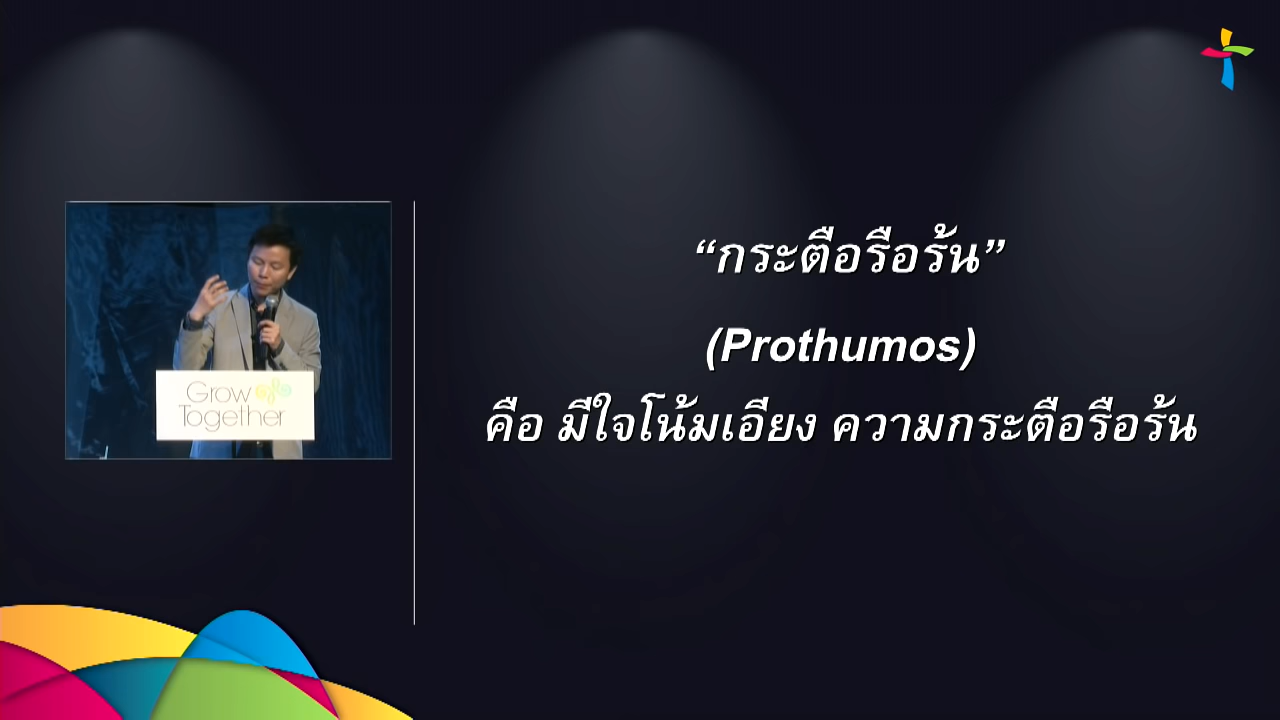 Grow
Together
“กระตือรือร้น”
(Prothumos)
คือ มีใจโน้มเอียง ความกระตือรือร้น